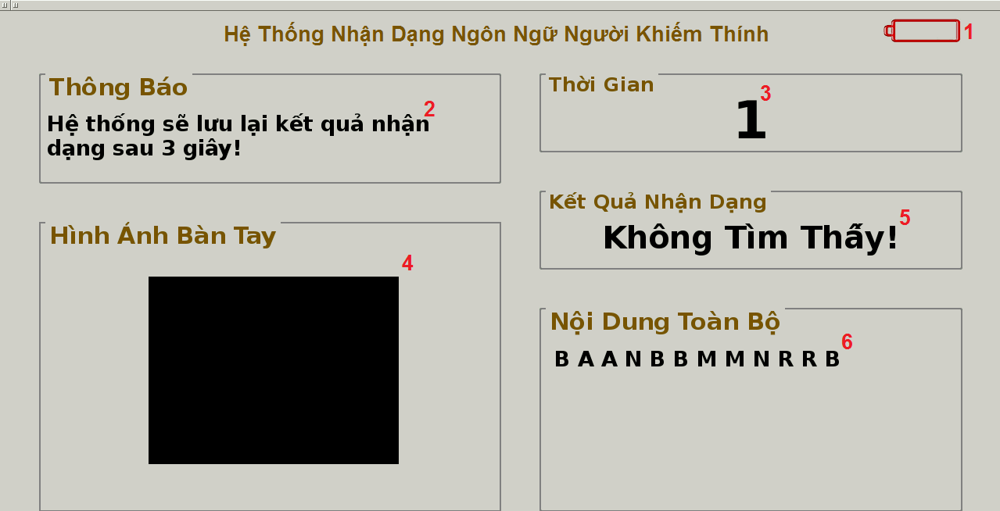 Hệ Thống Nhận Dạng Ngôn Ngữ Người Khiếm Thính
1
Thông Báo
2
Hệ thống sẽ lưu lại kết quả nhận
dạng sau 3 giây!
Thời Gian
3
1
Hình Ảnh Bàn Tay
4
Kết Quả Nhận Dạng
5
Không Tìm Thấy!
Nội Dung Toàn Bộ
6
B A A N B B M M N R R B